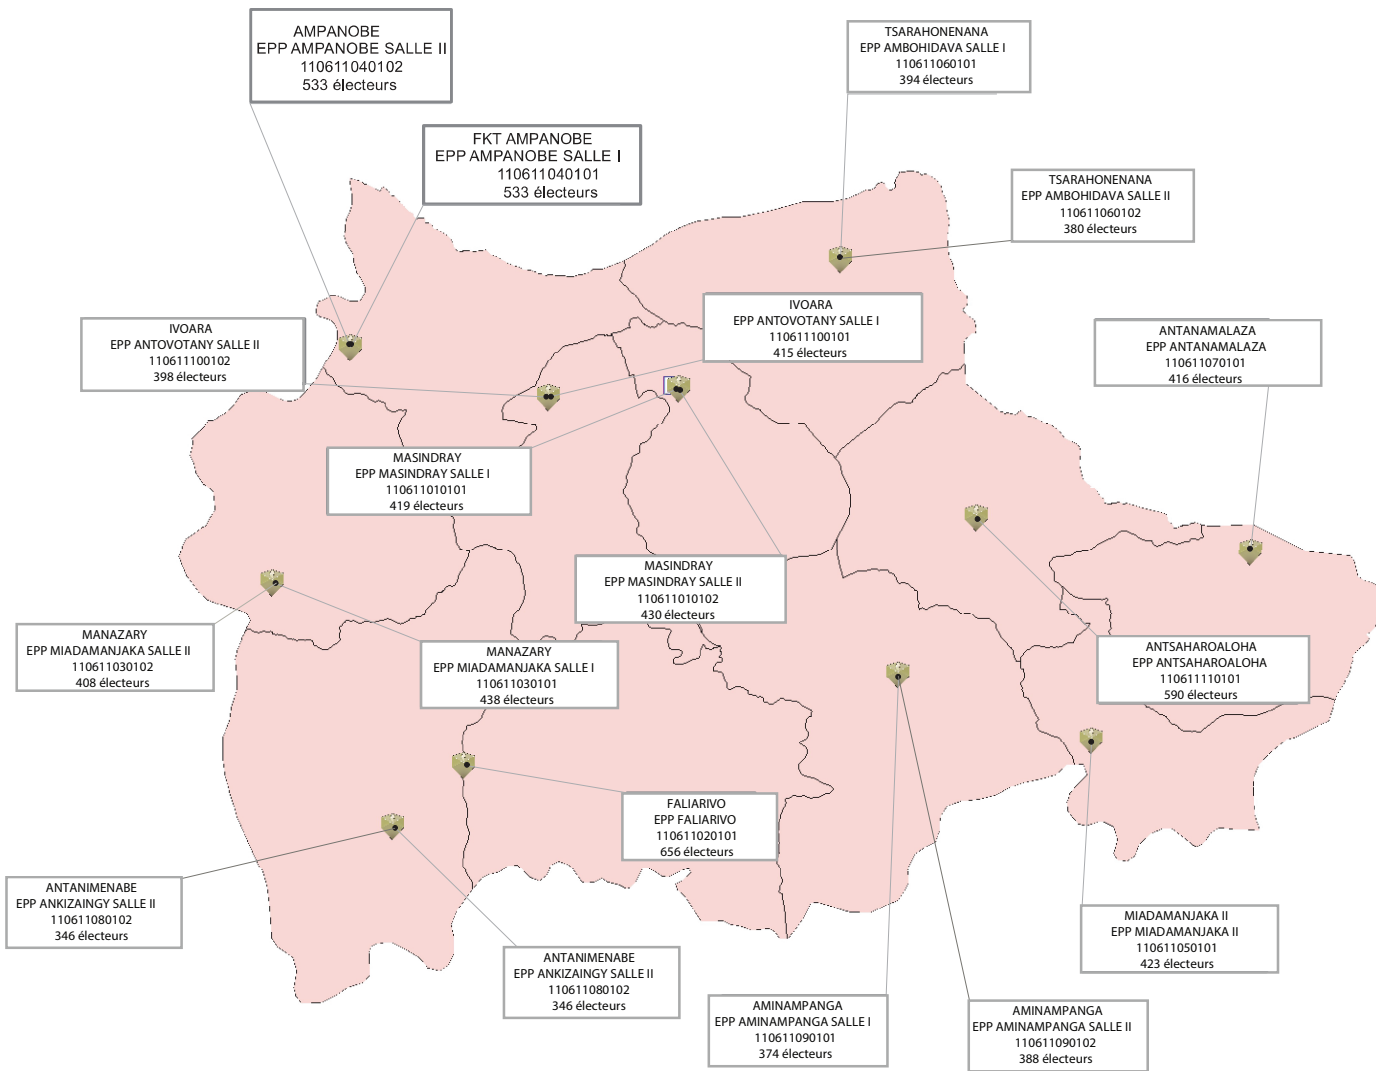 AMPANOBE
EPP AMPANOBE SALLE II
110611040102
533 électeurs
TSARAHONENANA
EPP AMBOHIDAVA SALLE I
110611060101
394 électeurs
FKT AMPANOBE
EPP AMPANOBE SALLE I
110611040101
533 électeurs
TSARAHONENANA
EPP AMBOHIDAVA SALLE II
110611060102
380 électeurs
IVOARA
EPP ANTOVOTANY SALLE II
110611100102
398 électeurs
IVOARA
EPP ANTOVOTANY SALLE I
110611100101
415 électeurs
ANTANAMALAZA
EPP ANTANAMALAZA
110611070101
416 électeurs
MASINDRAY
EPP MASINDRAY SALLE I
110611010101
419 électeurs
MASINDRAY
EPP MASINDRAY SALLE II
110611010102
430 électeurs
MANAZARY
EPP MIADAMANJAKA SALLE II
110611030102
408 électeurs
MANAZARY
EPP MIADAMANJAKA SALLE I
110611030101
438 électeurs
ANTSAHAROALOHA
EPP ANTSAHAROALOHA
110611110101
590 électeurs
FALIARIVO
EPP FALIARIVO
110611020101
656 électeurs
ANTANIMENABE
EPP ANKIZAINGY SALLE II
110611080102
346 électeurs
ANTANIMENABE
EPP ANKIZAINGY SALLE II
110611080102
346 électeurs
MIADAMANJAKA II
EPP MIADAMANJAKA II
110611050101
423 électeurs
AMINAMPANGA
EPP AMINAMPANGA SALLE I
110611090101
374 électeurs
AMINAMPANGA
EPP AMINAMPANGA SALLE II
110611090102
388 électeurs